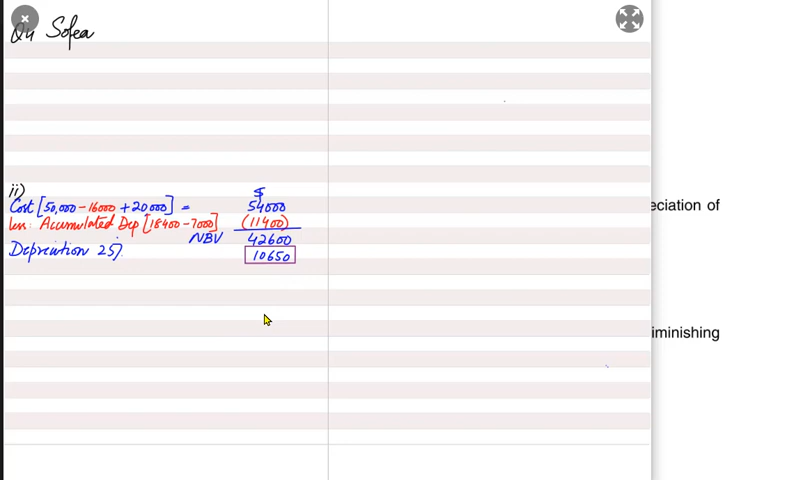 Q4 Sofea
ii) $
Cost [50,000 - 16000 + 20000] = 54000
eciation of
less: Acumulated Dep [18400 - 7000] (11400)
NBV 42600
Depreciation 25% 10650
iminishing